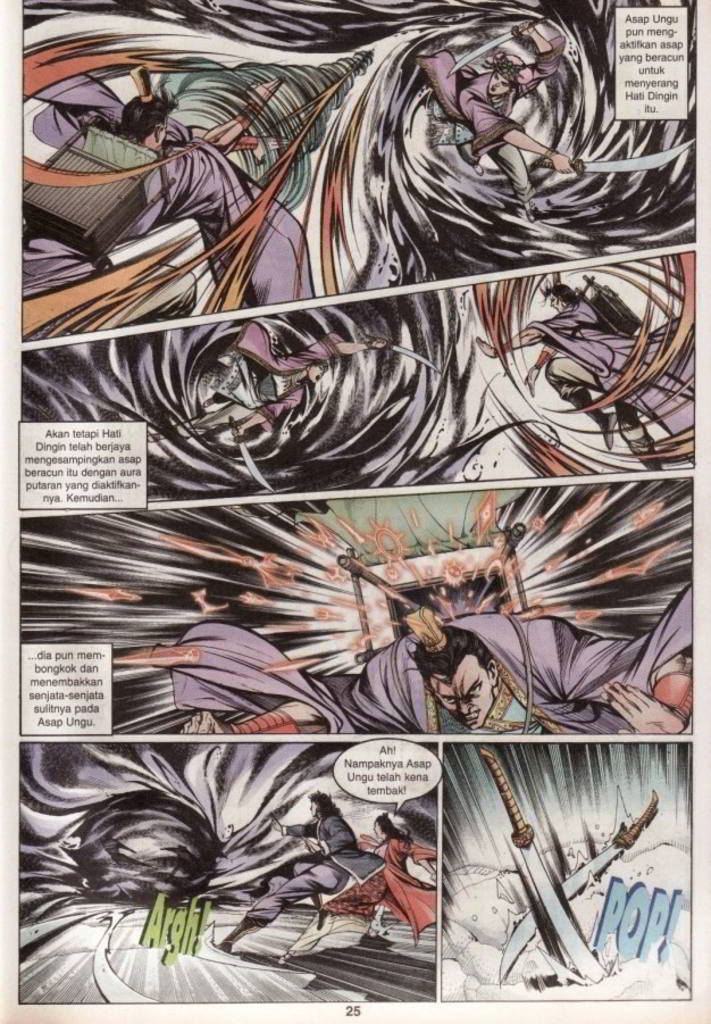 Asap Ungu
pun meng-
aktifkan asap
yang beracun
untuk
menyerang
Hati Dingin
itu.
Akan tetapi Hati
Dingin telah berjaya
mengesampingkan asap
beracun itu dengan aura
putaran yang diaktifkan-
nya. Kemudian...
...dia pun mem-
bongkok dan
menembakkan
senjata-senjata
sulitnya pada
Asap Ungu.
Ah!
Nampaknya Asap
Ungu telah kena
tembak!
Argh!
POP!
25